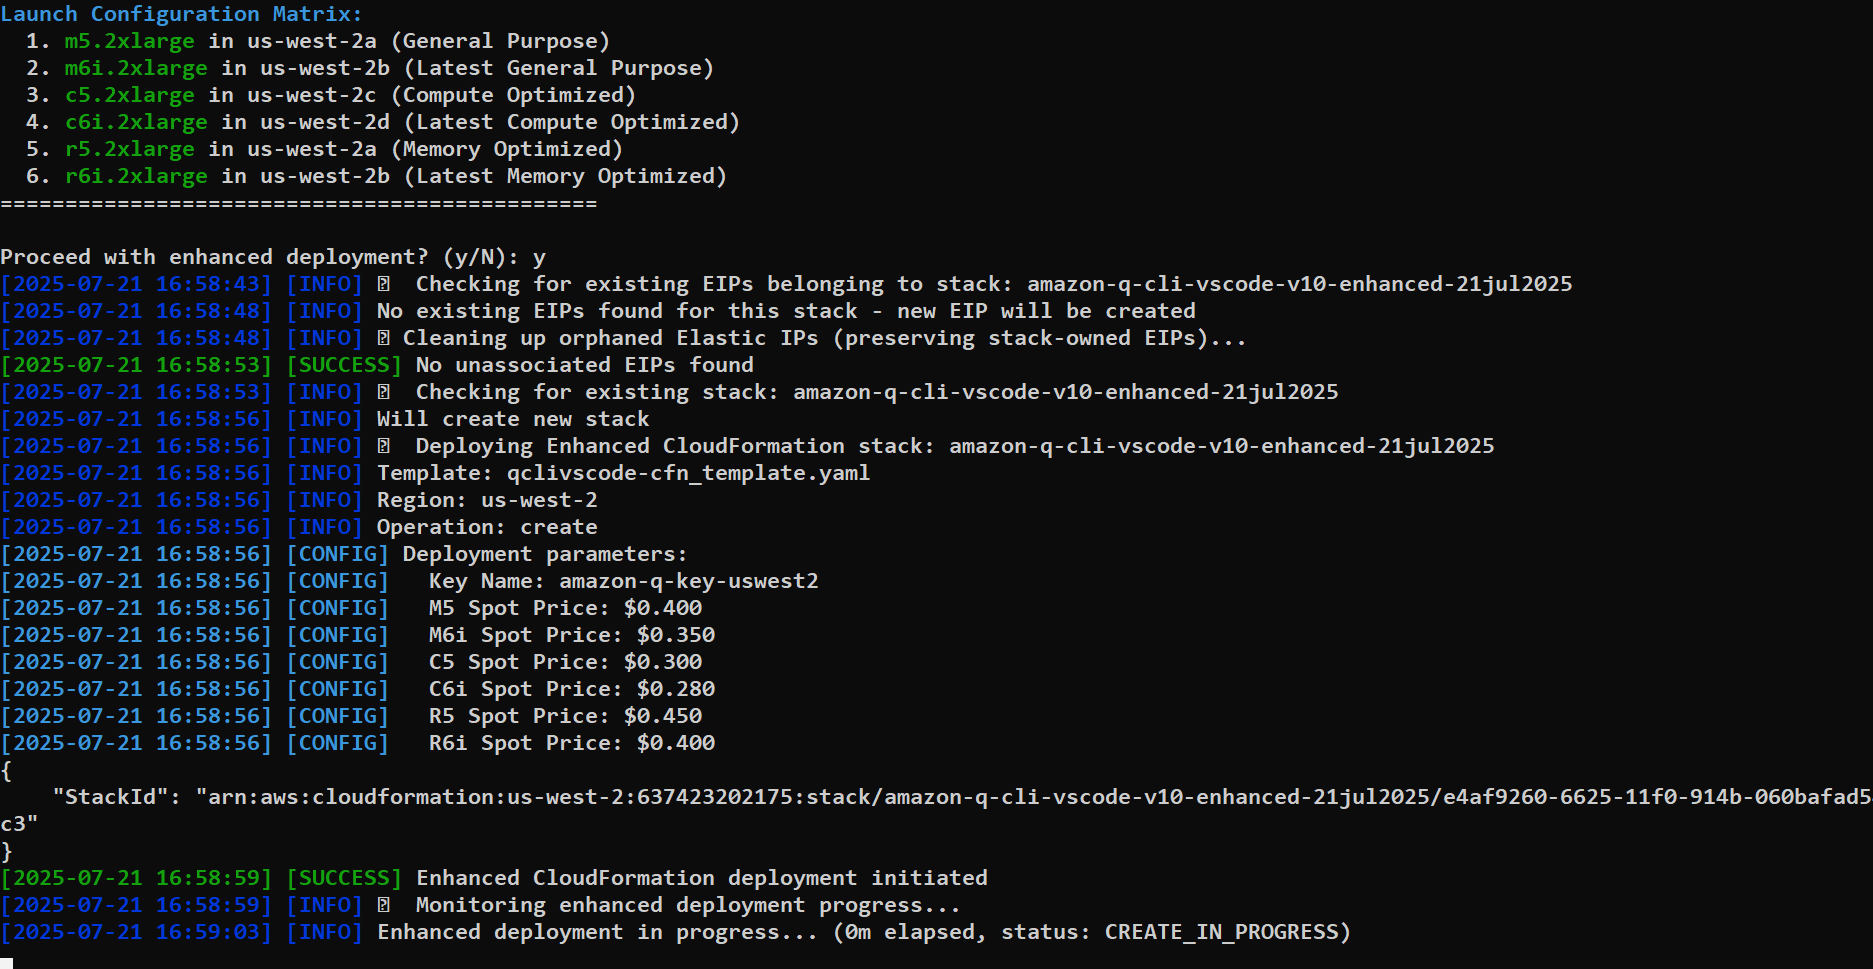 Launch Configuration Matrix:
  1. m5.2xlarge in us-west-2a (General Purpose)
  2. m6i.2xlarge in us-west-2b (Latest General Purpose)
  3. c5.2xlarge in us-west-2c (Compute Optimized)
  4. c6i.2xlarge in us-west-2d (Latest Compute Optimized)
  5. r5.2xlarge in us-west-2a (Memory Optimized)
  6. r6i.2xlarge in us-west-2b (Latest Memory Optimized)
==============================================
Proceed with enhanced deployment? (y/N): y
[2025-07-21 16:58:43] [INFO] Checking for existing EIPs belonging to stack: amazon-q-cli-vscode-v10-enhanced-21jul2025
[2025-07-21 16:58:48] [INFO] No existing EIPs found for this stack - new EIP will be created
[2025-07-21 16:58:48] [INFO] Cleaning up orphaned Elastic IPs (preserving stack-owned EIPs)...
[2025-07-21 16:58:53] [SUCCESS] No unassociated EIPs found
[2025-07-21 16:58:53] [INFO] Checking for existing stack: amazon-q-cli-vscode-v10-enhanced-21jul2025
[2025-07-21 16:58:56] [INFO] Will create new stack
[2025-07-21 16:58:56] [INFO] Deploying Enhanced CloudFormation stack: amazon-q-cli-vscode-v10-enhanced-21jul2025
[2025-07-21 16:58:56] [INFO] Template: qclivscode-cfn_template.yaml
[2025-07-21 16:58:56] [INFO] Region: us-west-2
[2025-07-21 16:58:56] [INFO] Operation: create
[2025-07-21 16:58:56] [CONFIG] Deployment parameters:
[2025-07-21 16:58:56] [CONFIG]   Key Name: amazon-q-key-uswest2
[2025-07-21 16:58:56] [CONFIG]   M5 Spot Price: $0.400
[2025-07-21 16:58:56] [CONFIG]   M6i Spot Price: $0.350
[2025-07-21 16:58:56] [CONFIG]   C5 Spot Price: $0.300
[2025-07-21 16:58:56] [CONFIG]   C6i Spot Price: $0.280
[2025-07-21 16:58:56] [CONFIG]   R5 Spot Price: $0.450
[2025-07-21 16:58:56] [CONFIG]   R6i Spot Price: $0.400
{
    "StackId": "arn:aws:cloudformation:us-west-2:637423202175:stack/amazon-q-cli-vscode-v10-enhanced-21jul2025/e4af9260-6625-11f0-914b-060bafad5
c3"
}
[2025-07-21 16:58:59] [SUCCESS] Enhanced CloudFormation deployment initiated
[2025-07-21 16:58:59] [INFO] Monitoring enhanced deployment progress...
[2025-07-21 16:59:03] [INFO] Enhanced deployment in progress... (0m elapsed, status: CREATE_IN_PROGRESS)